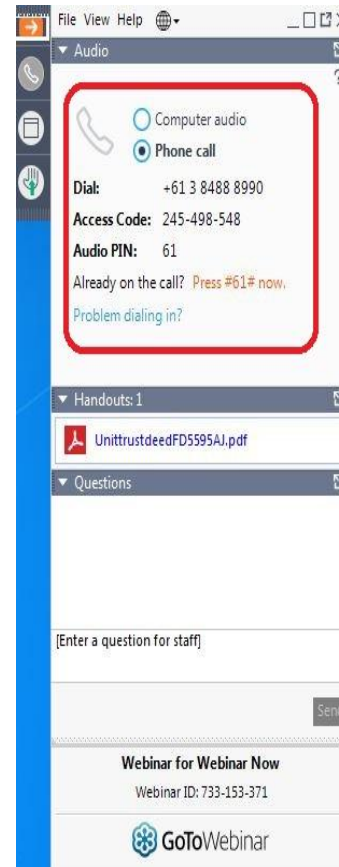 File View Help
Audio
?
Computer audio
Phone call
Dial: +61 3 8488 8990
Access Code: 245-498-548
Audio PIN: 61
Already on the call? Press #61# now.
Problem dialing in?
Handouts: 1
UnittrustdeedFD5595AJ.pdf
Questions
[Enter a question for staff]
Send
Webinar for Webinar Now
Webinar ID: 733-153-371
GoToWebinar